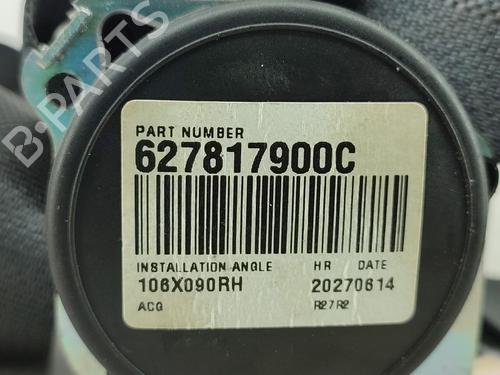 B-PARTS
PART NUMBER
627817900C
INSTALLATION ANGLE HR DATE
106X090RH 20270614
ACG R27R2